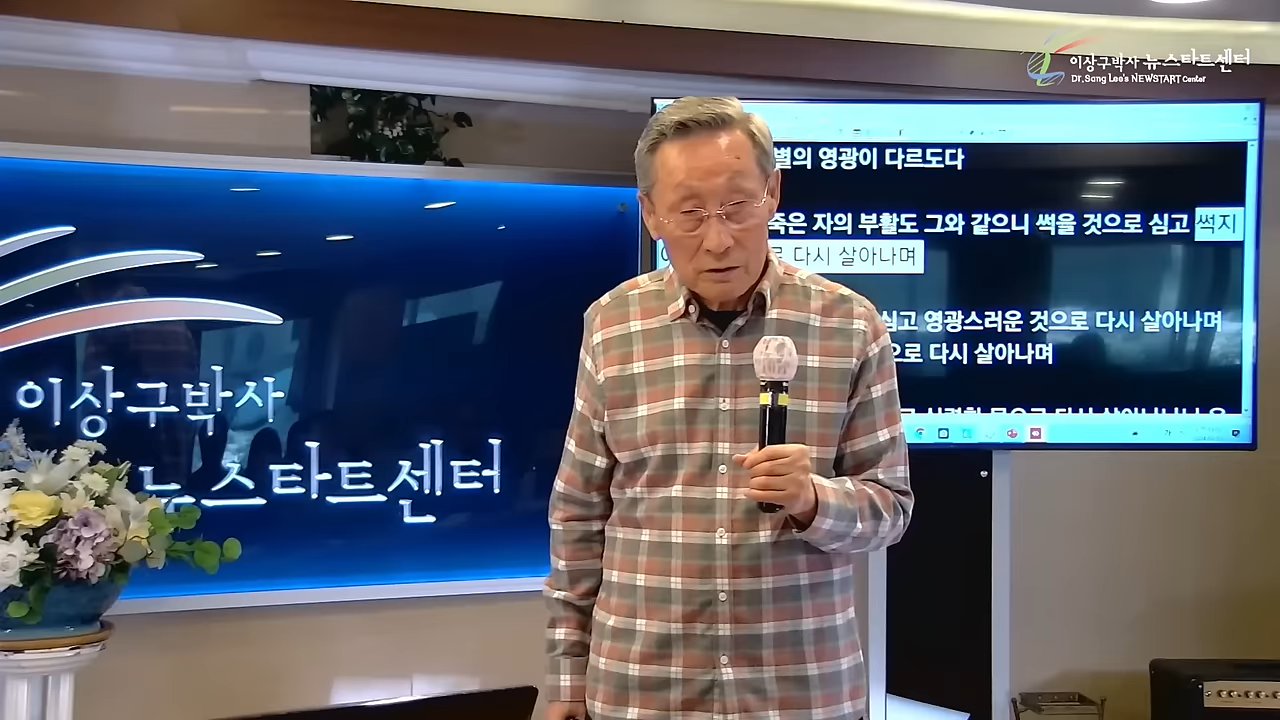 이상구박사 뉴스타트센터
Dr. Sang Lee's NEWSTART Center
별의 영광이 다르도다
죽은 자의 부활도 그와 같으니 썩을 것으로 심고 썩지
로 다시 살아나며
심고 영광스러운 것으로 다시 살아나며
으로 다시 살아나며
이상구박사
뉴스타트센터